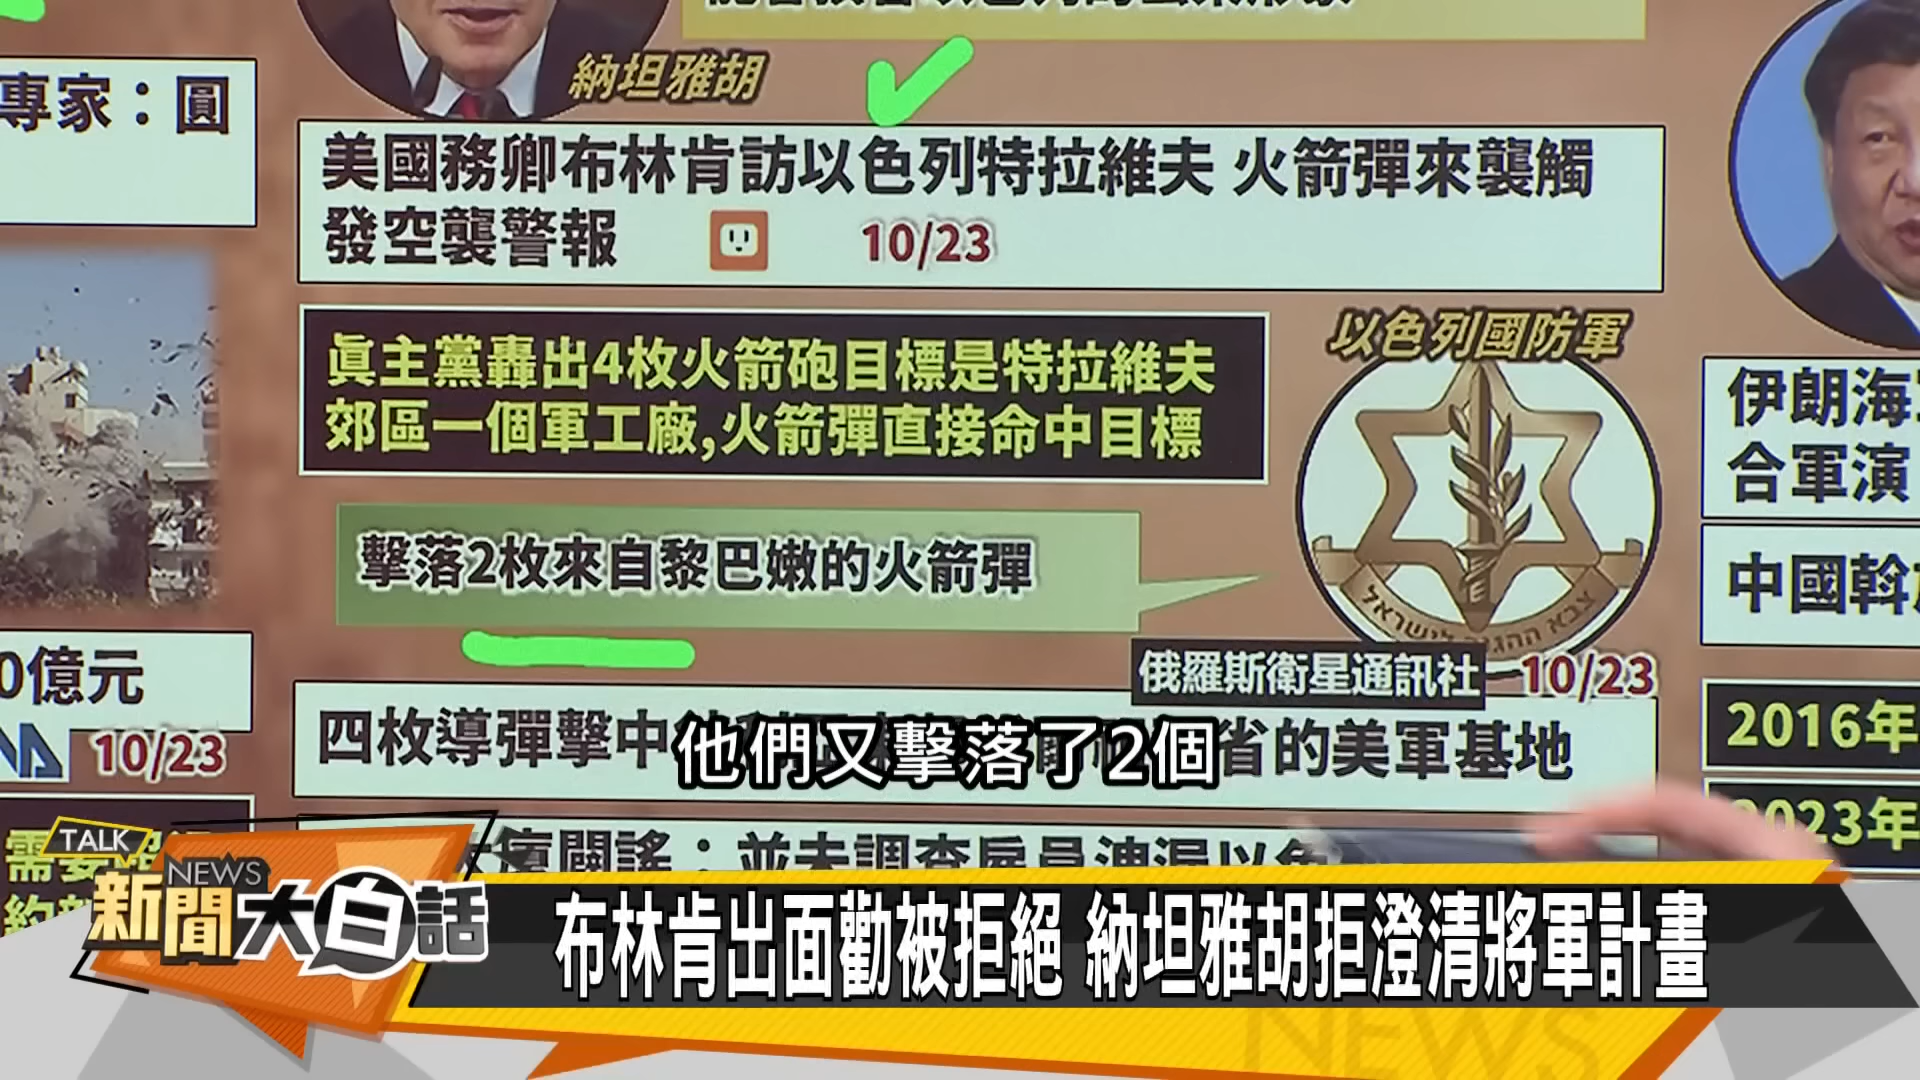 納坦雅胡
專家：圓
美國務卿布林肯訪以色列特拉維夫 火箭彈來襲觸
發空襲警報
10/23
真主黨轟出4枚火箭砲目標是特拉維夫
郊區一個軍工廠,火箭彈直接命中目標
以色列國防軍
צבא ההגנה לישראל
擊落2枚來自黎巴嫩的火箭彈
伊朗海
合軍演
中國斡
俄羅斯衛星通訊社
10/23
0億元
10/23
四枚導彈擊中
省的美軍基地
2016年
2023年
他們又擊落了2個
TALK
NEWS
新聞大白話
布林肯出面勸被拒絕 納坦雅胡拒澄清將軍計畫
NEWS